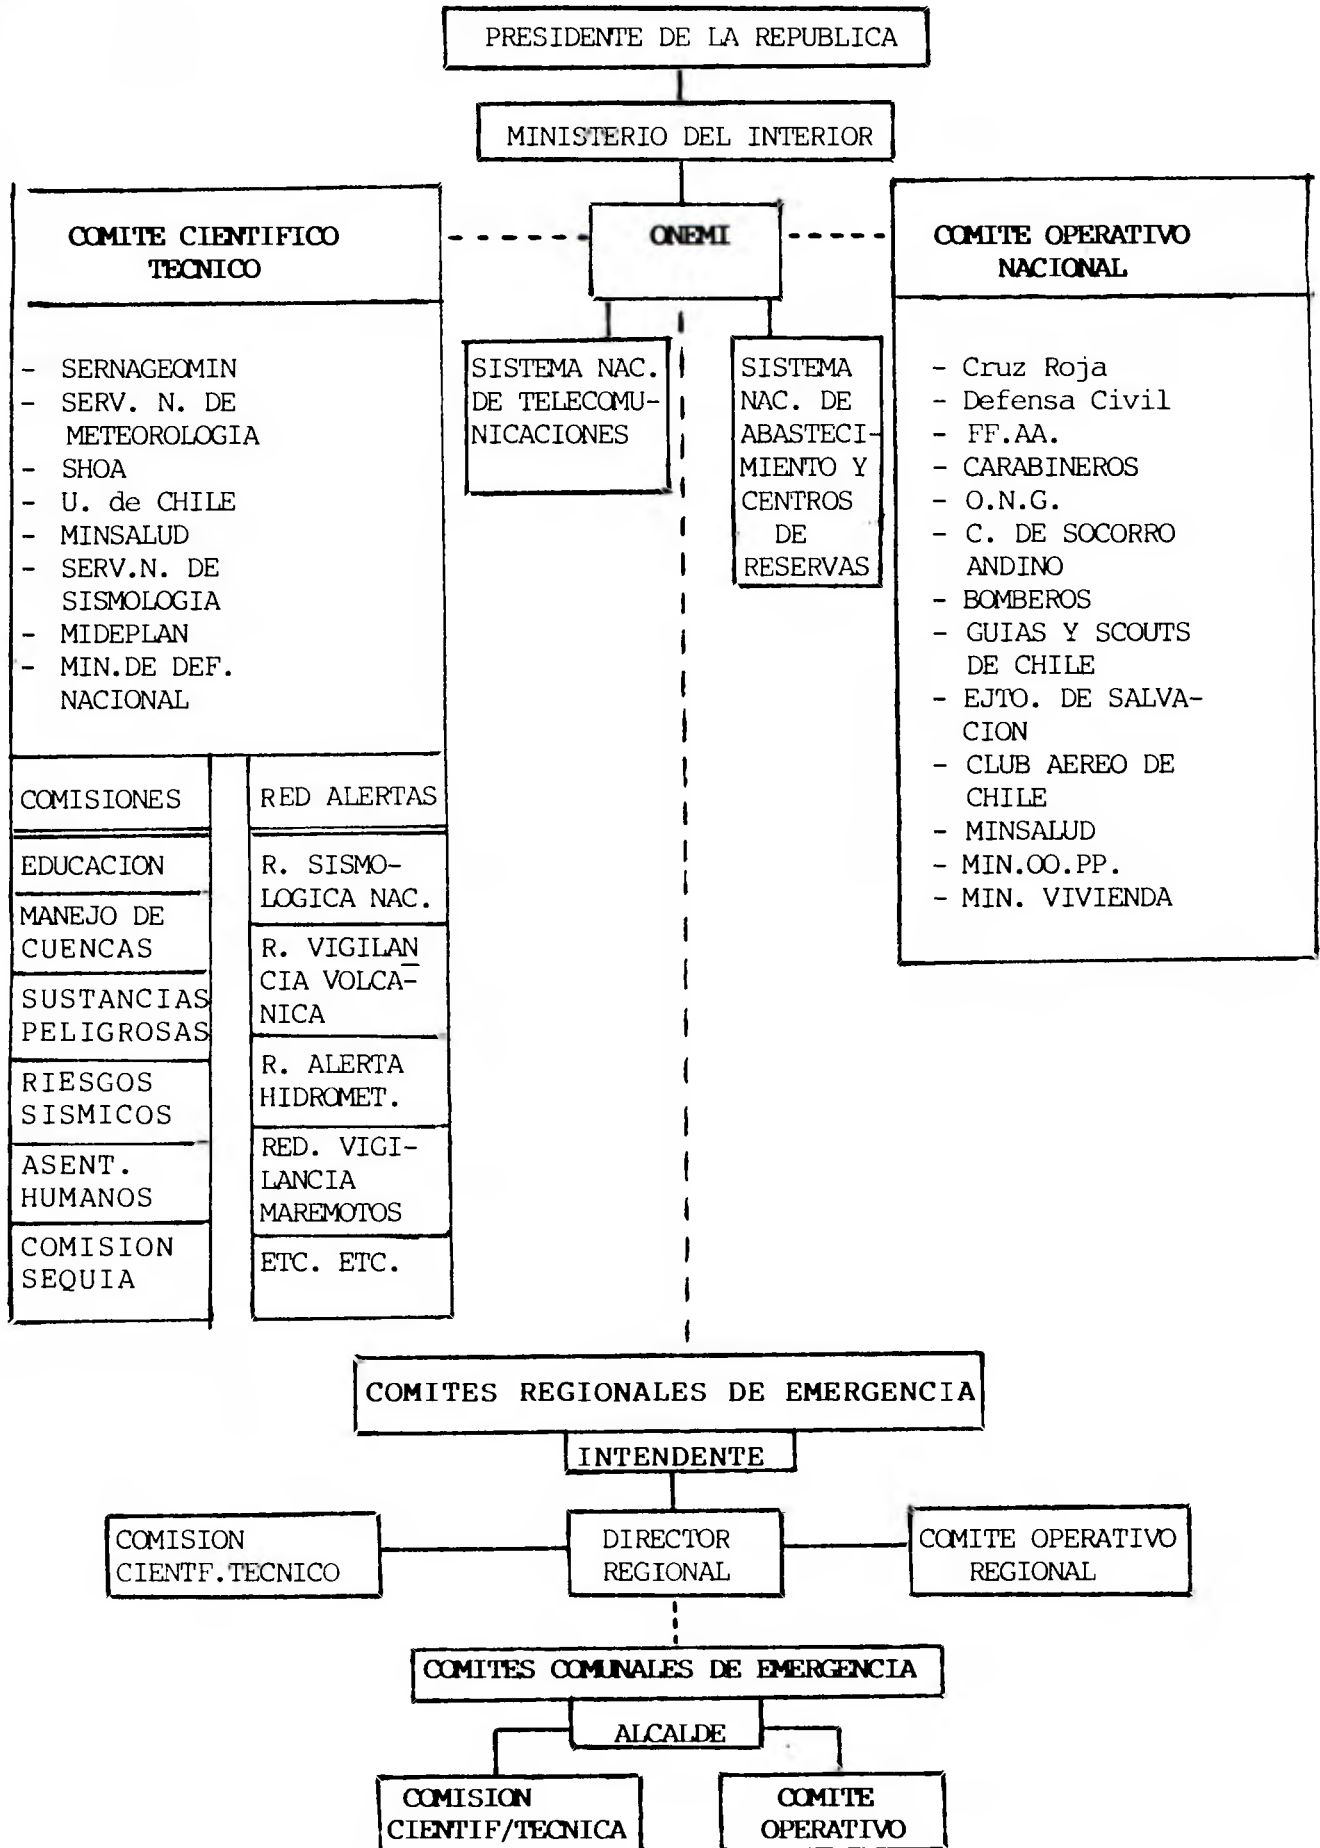 PRESIDENTE DE LA REPUBLICA
MINISTERIO DEL INTERIOR
COMITE CIENTIFICO
TECNICO
ONEMI
COMITE OPERATIVO
NACIONAL
- SERNAGEOMIN
- SERV. N. DE
METEOROLOGIA
- SHOA
- U. de CHILE
- MINSALUD
- SERV.N. DE
SISMOLOGIA
- MIDEPLAN
- MIN.DE DEF.
NACIONAL
SISTEMA NAC.
DE TELECOMU-
NICACIONES
SISTEMA
NAC. DE
ABASTECI-
MIENTO Y
CENTROS
DE
RESERVAS
- Cruz Roja
- Defensa Civil
- FF.AA.
- CARABINEROS
- O.N.G.
- C. DE SOCORRO
ANDINO
- BOMBEROS
- GUIAS Y SCOUTS
DE CHILE
- EJTO. DE SALVA-
CION
- CLUB AEREO DE
CHILE
- MINSALUD
- MIN.OO.PP.
- MIN. VIVIENDA
COMISIONES
EDUCACION
MANEJO DE
CUENCAS
SUSTANCIAS
PELIGROSAS
RIESGOS
SISMICOS
ASENT.
HUMANOS
COMISION
SEQUIA
RED ALERTAS
R. SISMO-
LOGICA NAC.
R. VIGILAN
CIA VOLCA-
NICA
R. ALERTA
HIDROMET.
RED. VIGI-
LANCIA
MAREMOTOS
ETC. ETC.
COMITES REGIONALES DE EMERGENCIA
INTENDENTE
COMISION
CIENTF.TECNICO
DIRECTOR
REGIONAL
COMITE OPERATIVO
REGIONAL
COMITES COMUNALES DE EMERGENCIA
ALCALDE
COMISION
CIENTIF/TECNICA
COMITE
OPERATIVO